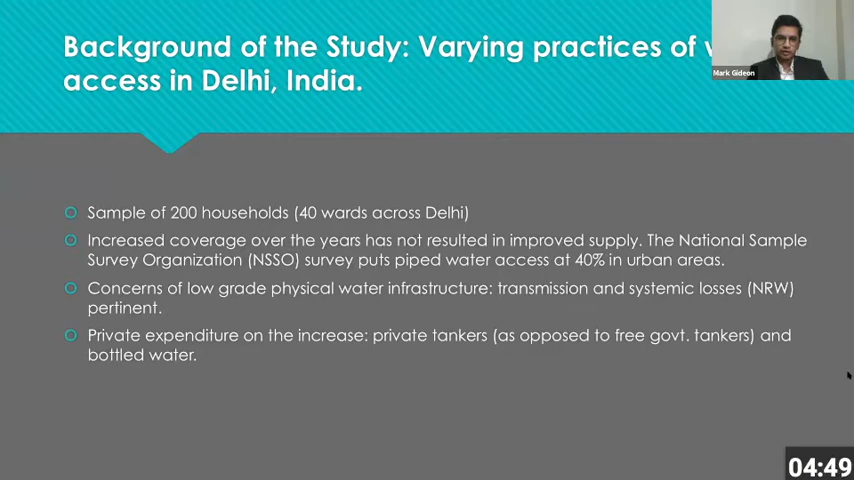 Background of the Study: Varying practices of
access in Delhi, India.
Mark Gideon
Sample of 200 households (40 wards across Delhi)
Increased coverage over the years has not resulted in improved supply. The National Sample
Survey Organization (NSSO) survey puts piped water access at 40% in urban areas.
Concerns of low grade physical water infrastructure: transmission and systemic losses (NRW)
pertinent.
Private expenditure on the increase: private tankers (as opposed to free govt. tankers) and
bottled water.
04:49